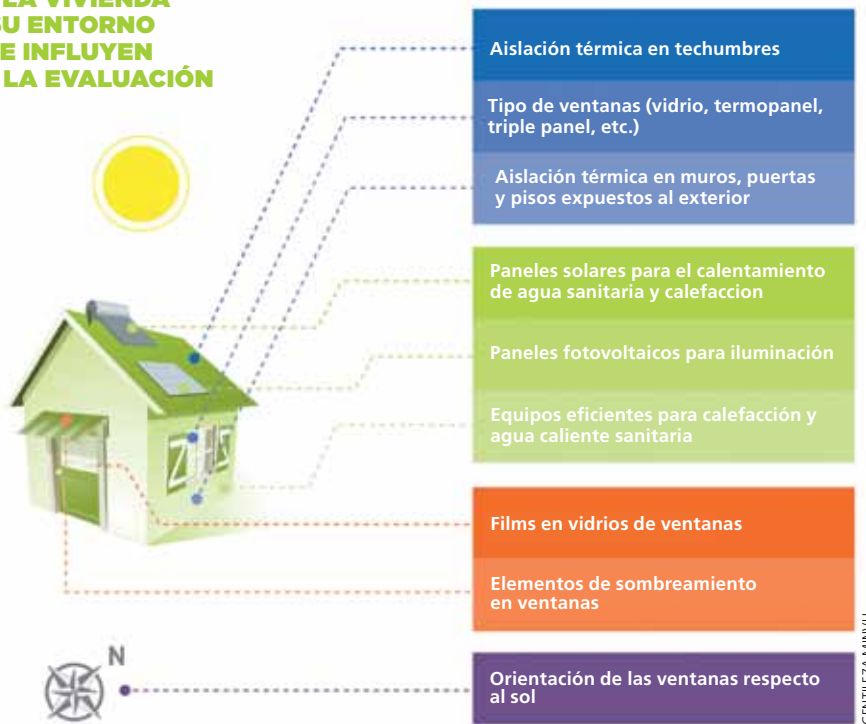 LA VIVIENDA
SU ENTORNO
E INFLUYEN
LA EVALUACIÓN
Aislación térmica en techumbres
Tipo de ventanas (vidrio, termopanel,
triple panel, etc.)
Aislación térmica en muros, puertas
y pisos expuestos al exterior
Paneles solares para el calentamiento
de agua sanitaria y calefaccion
Paneles fotovoltaicos para iluminación
Equipos eficientes para calefacción y
agua caliente sanitaria
Films en vidrios de ventanas
Elementos de sombreamiento
en ventanas
N
Orientación de las ventanas respecto
al sol
GENTILEZA MINVU